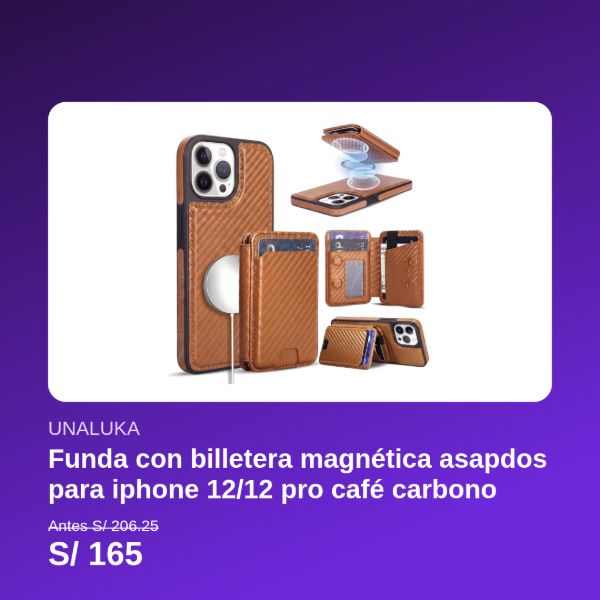 UNALUKA
Funda con billetera magnética asapdos
para iphone 12/12 pro café carbono
Antes S/ 206.25
S/ 165